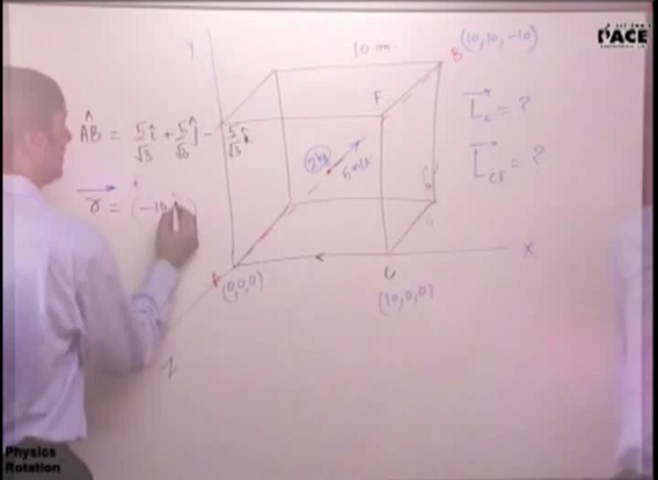 PACE
(10, 10, -10)
Y
10 m
B
F
AB = 5/√3 î + 5/√3 ĵ - 5/√3 k̂
2kg
L⃗c = ?
L⃗CF = ?
r⃗ = (-10
X
A
(0,0,0)
C
(10,0,0)
Z
Physics
Rotation